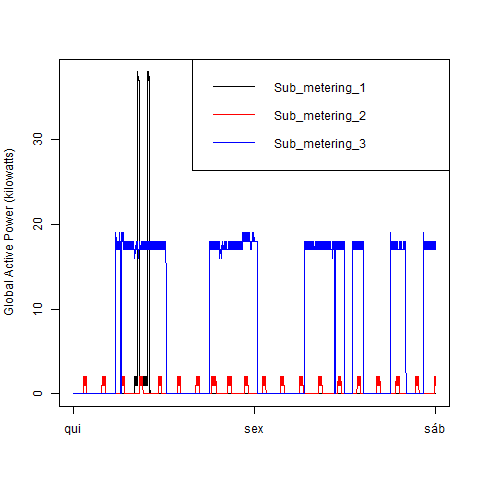 Sub_metering_1
Sub_metering_2
Sub_metering_3
Global Active Power (kilowatts)
30
20
10
0
qui sex sáb